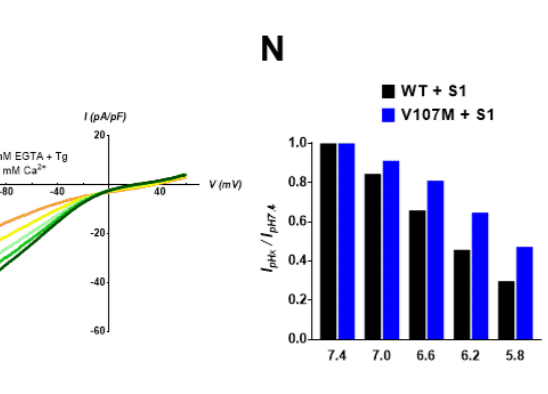 N
WT + S1
V107M + S1
I (pA/pF)
20
mM EGTA + Tg
mM Ca²⁺
-80 -40 40 V (mV)
-20
-40
-60
IpHx / IpH7.4
1.0
0.8
0.6
0.4
0.2
0.0
7.4 7.0 6.6 6.2 5.8